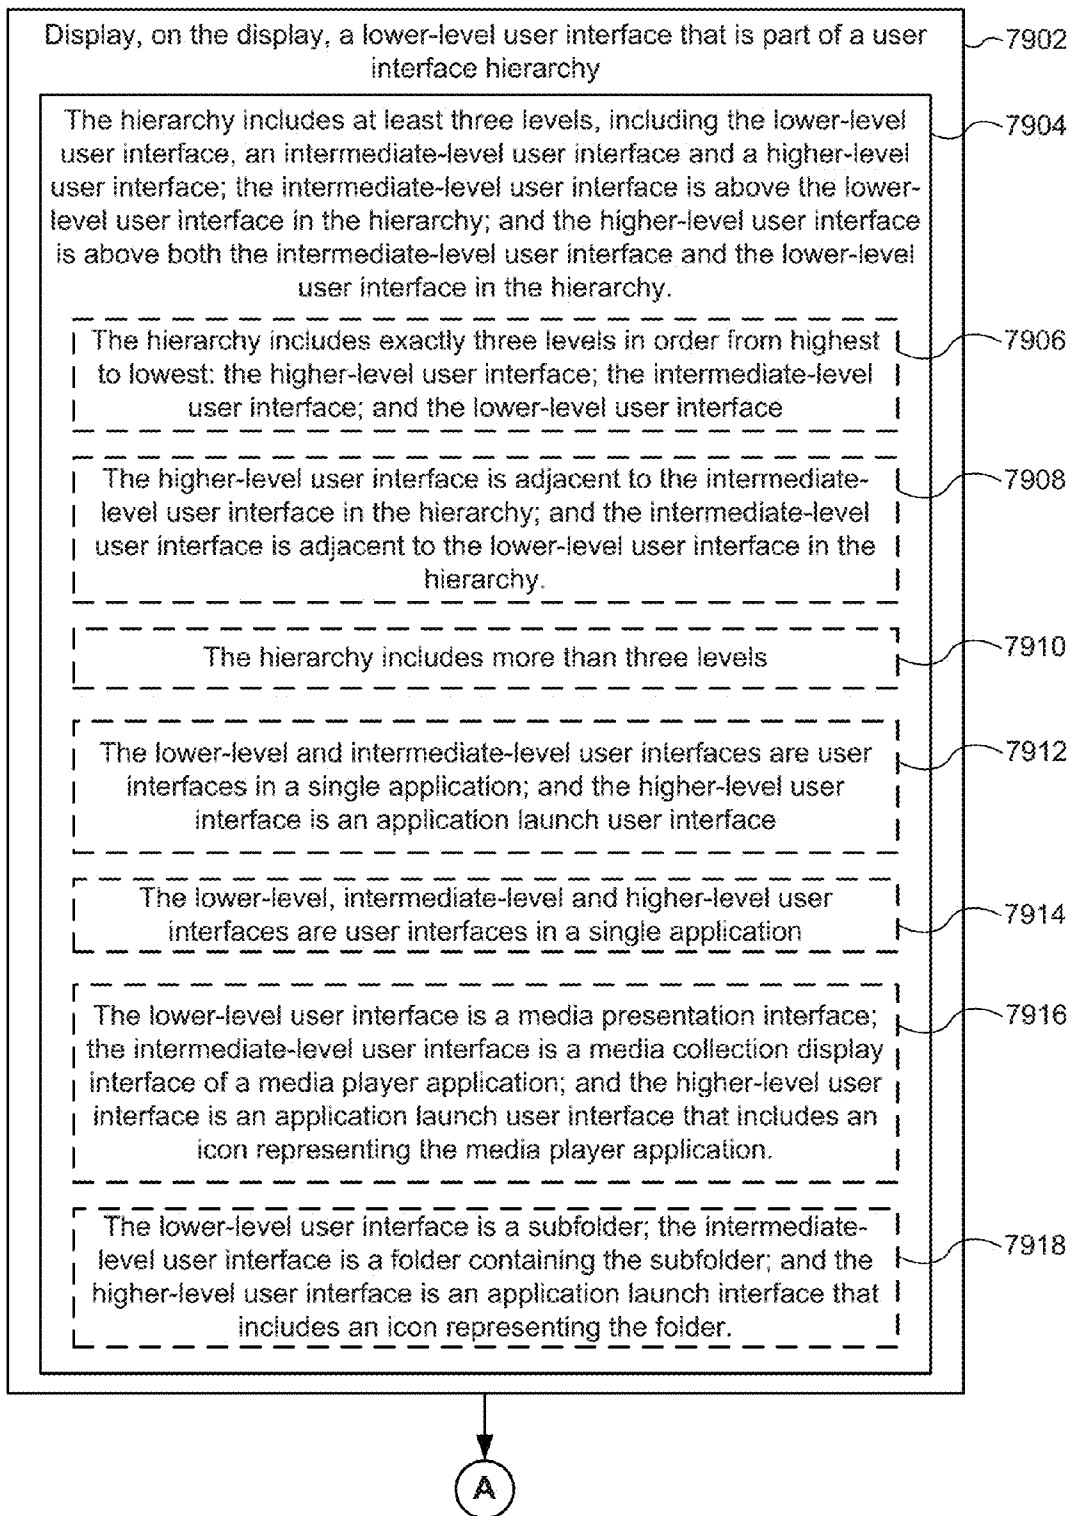 Display, on the display, a lower-level user interface that is part of a user
interface hierarchy
7902
The hierarchy includes at least three levels, including the lower-level
user interface, an intermediate-level user interface and a higher-level
user interface; the intermediate-level user interface is above the lower-
level user interface in the hierarchy; and the higher-level user interface
is above both the intermediate-level user interface and the lower-level
user interface in the hierarchy.
7904
The hierarchy includes exactly three levels in order from highest
to lowest: the higher-level user interface; the intermediate-level
user interface; and the lower-level user interface
7906
The higher-level user interface is adjacent to the intermediate-
level user interface in the hierarchy; and the intermediate-level
user interface is adjacent to the lower-level user interface in the
hierarchy.
7908
The hierarchy includes more than three levels
7910
The lower-level and intermediate-level user interfaces are user
interfaces in a single application; and the higher-level user
interface is an application launch user interface
7912
The lower-level, intermediate-level and higher-level user
interfaces are user interfaces in a single application
7914
The lower-level user interface is a media presentation interface;
the intermediate-level user interface is a media collection display
interface of a media player application; and the higher-level user
interface is an application launch user interface that includes an
icon representing the media player application.
7916
The lower-level user interface is a subfolder; the intermediate-
level user interface is a folder containing the subfolder; and the
higher-level user interface is an application launch interface that
includes an icon representing the folder.
7918
A